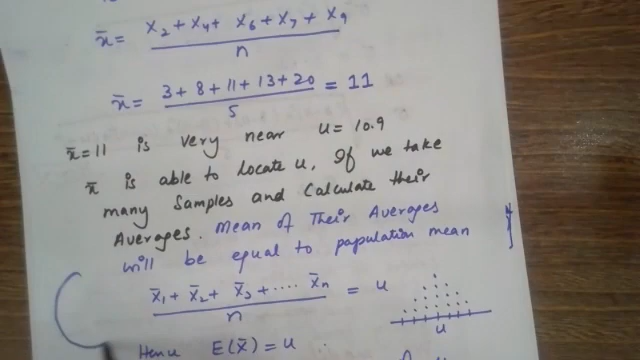 x̄ = X₂ + X₄ + X₆ + X₇ + X₉ / n
x̄ = 3 + 8 + 11 + 13 + 20 / 5 = 11
x̄ = 11 is very near u = 10.9
x̄ is able to locate u. If we take
many Samples and Calculate their
Averages. Mean of Their Averages
will be equal to population mean
x̄₁ + x̄₂ + x̄₃ + .... x̄n / n = u
u
Hence E(x̄) = u